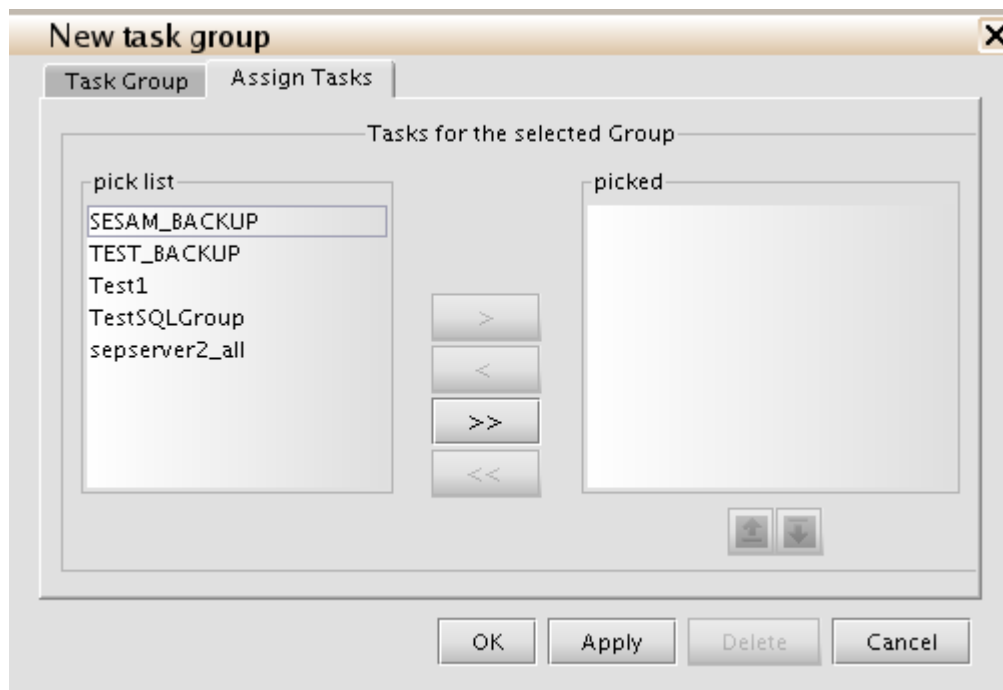 New task group
Task Group
Assign Tasks
Tasks for the selected Group
pick list
picked
SESAM_BACKUP
TEST_BACKUP
Test1
TestSQLGroup
sepserver2_all
>
<
>>
<<
OK
Apply
Delete
Cancel